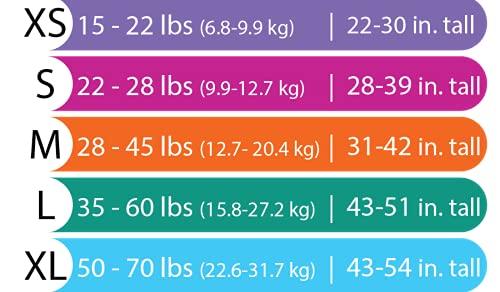 XS 15 - 22 lbs (6.8-9.9 kg) | 22-30 in. tall
S 22 - 28 lbs (9.9-12.7 kg) | 28-39 in. tall
M 28 - 45 lbs (12.7- 20.4 kg) | 31-42 in. tall
L 35 - 60 lbs (15.8-27.2 kg) | 43-51 in. tall
XL 50 - 70 lbs (22.6-31.7 kg) | 43-54 in. tall